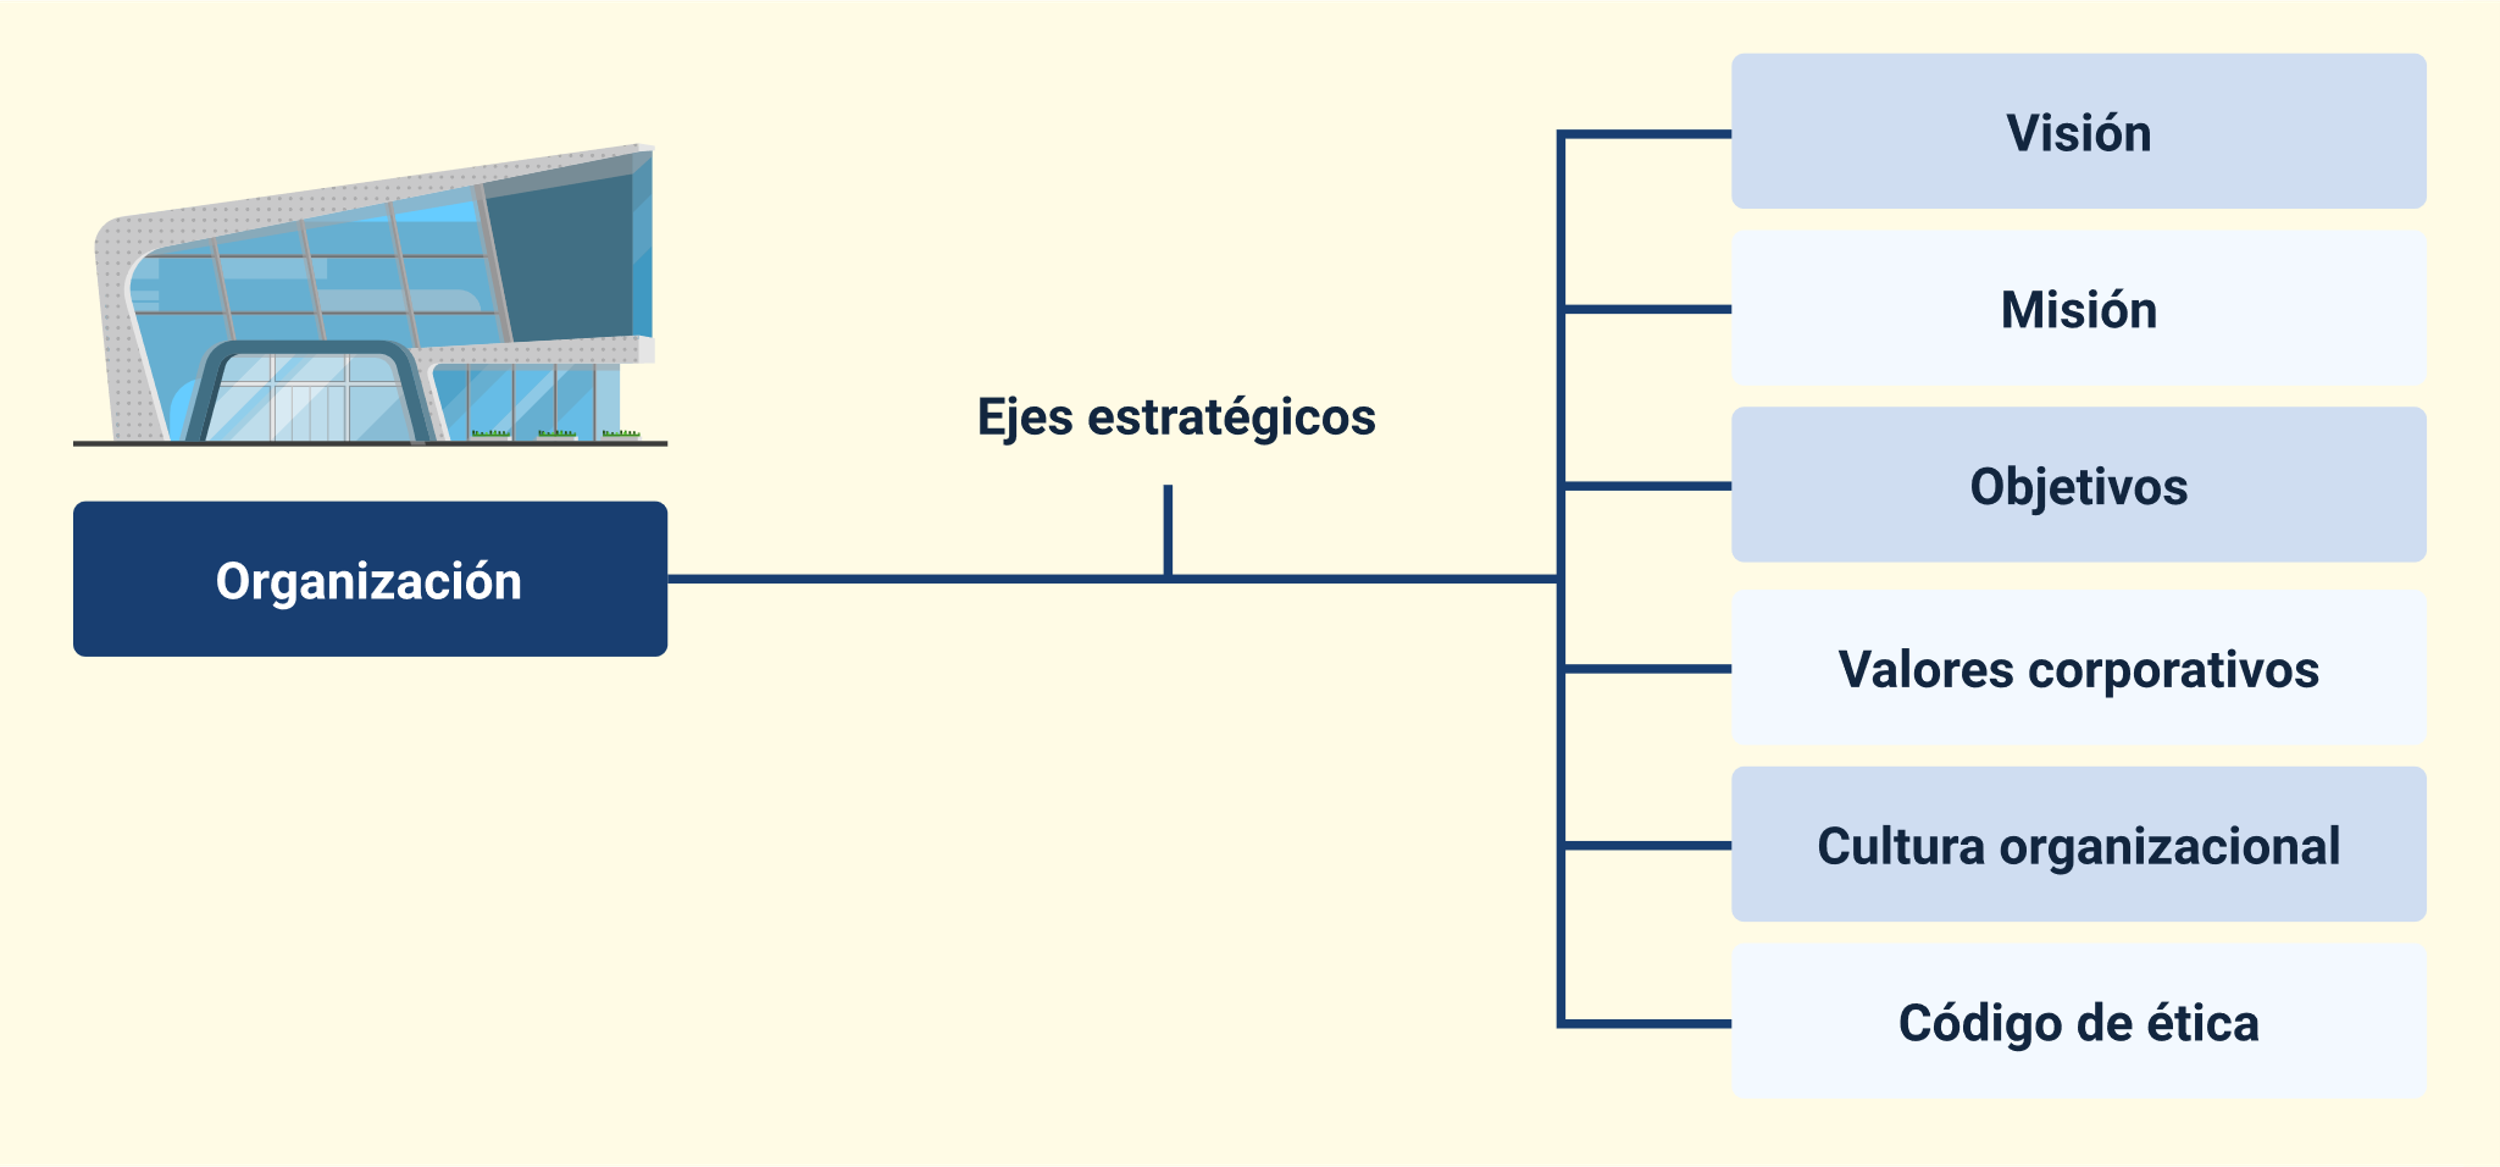 Organización
Ejes estratégicos
Visión
Misión
Objetivos
Valores corporativos
Cultura organizacional
Código de ética